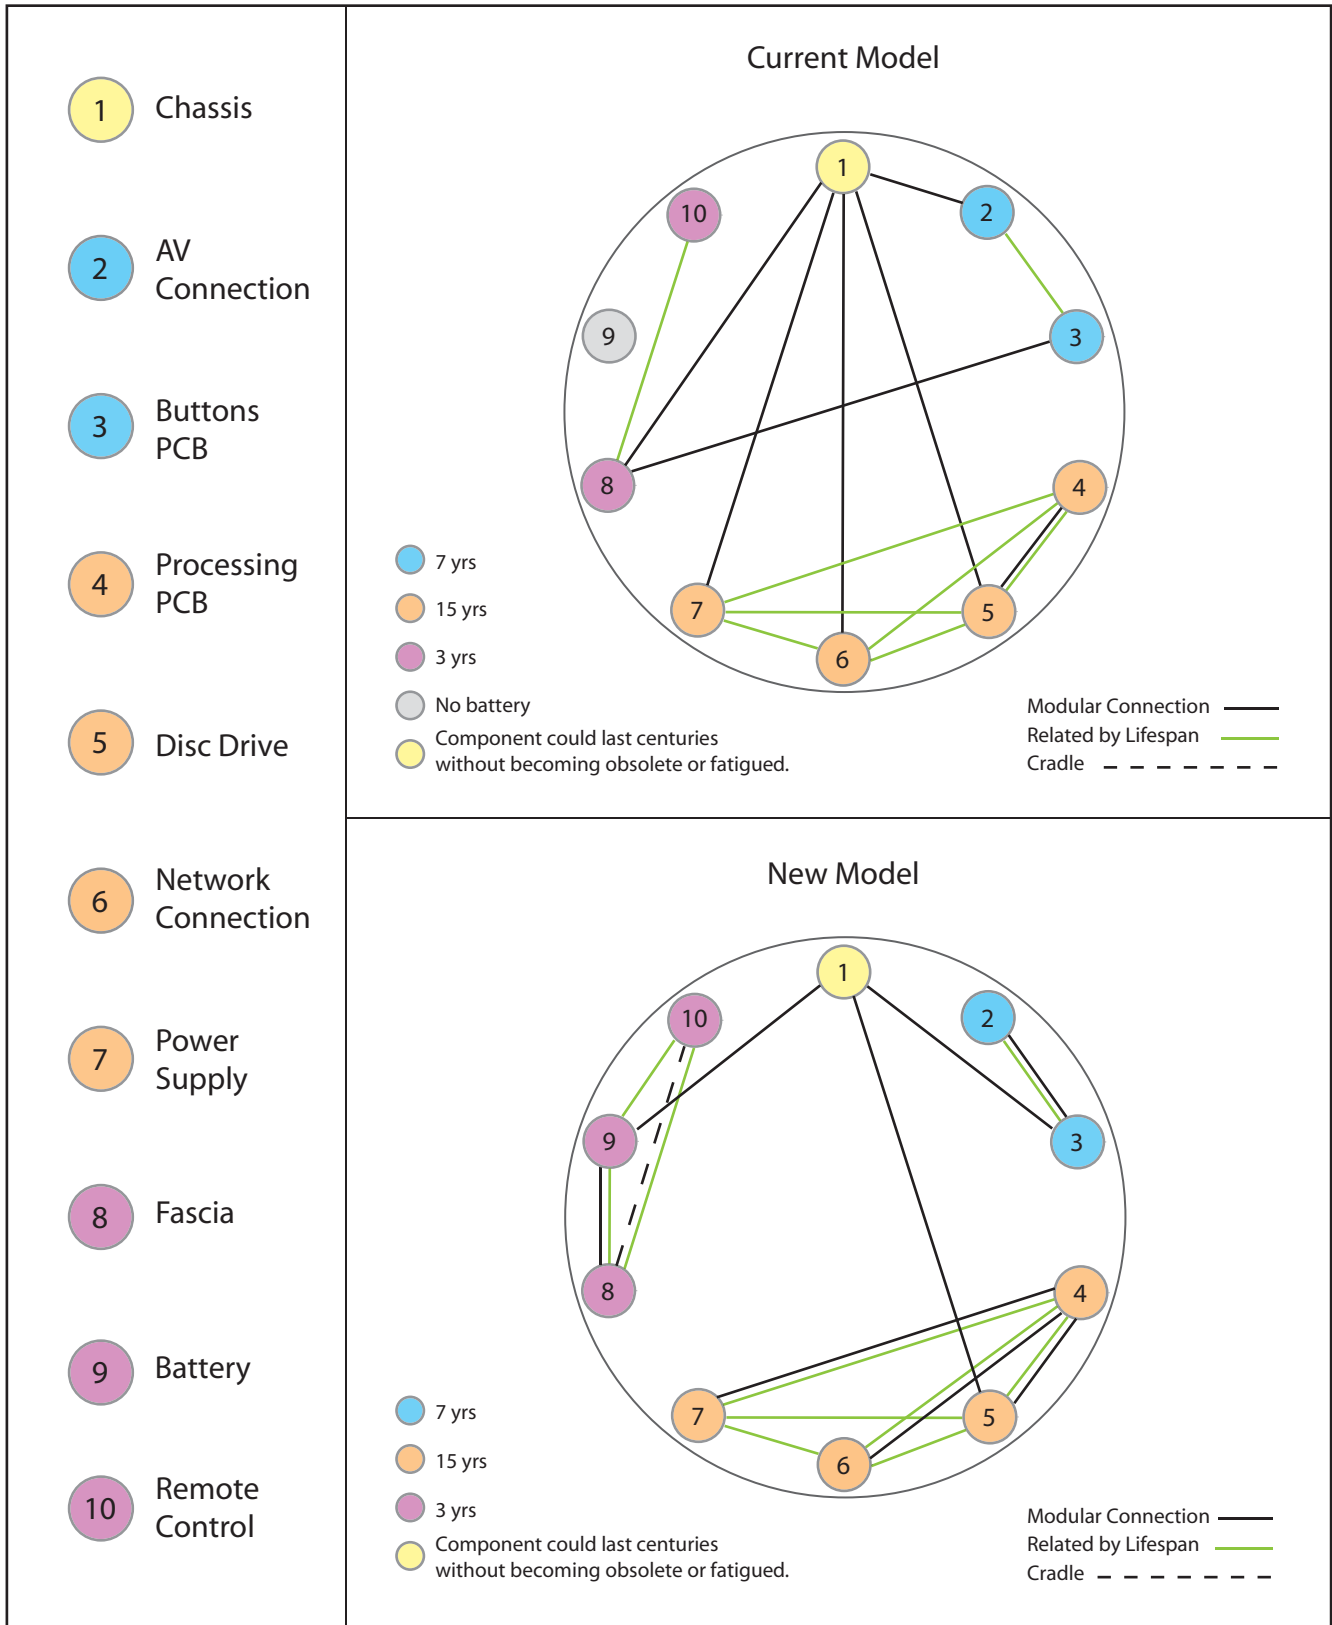 1
Chassis
2
AV
Connection
3
Buttons
PCB
4
Processing
PCB
5
Disc Drive
6
Network
Connection
7
Power
Supply
8
Fascia
9
Battery
10
Remote
Control
Current Model
1
2
3
4
5
6
7
8
9
10
7 yrs
15 yrs
3 yrs
No battery
Component could last centuries
without becoming obsolete or fatigued.
Modular Connection
Related by Lifespan
Cradle
New Model
1
2
3
4
5
6
7
8
9
10
7 yrs
15 yrs
3 yrs
Component could last centuries
without becoming obsolete or fatigued.
Modular Connection
Related by Lifespan
Cradle